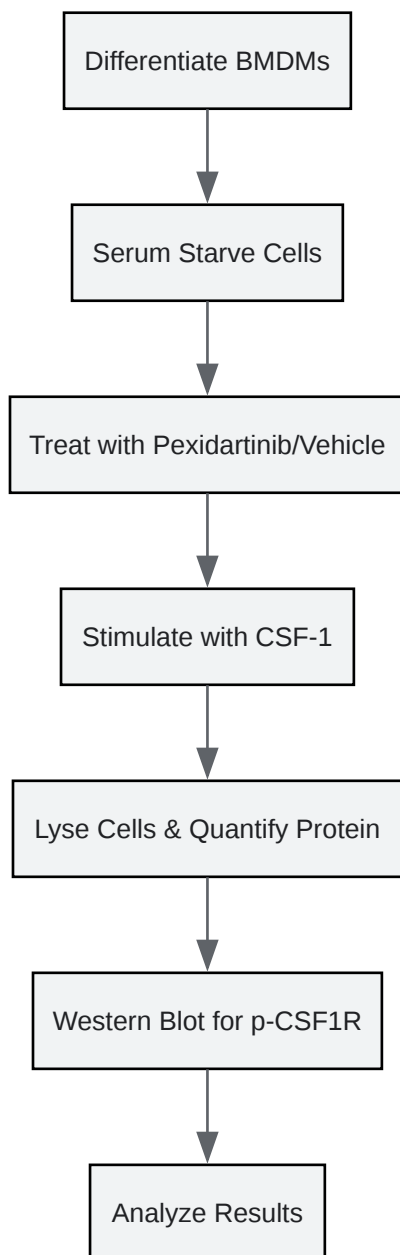 Differentiate BMDMs
Serum Starve Cells
Treat with Pexidartinib/Vehicle
Stimulate with CSF-1
Lyse Cells & Quantify Protein
Western Blot for p-CSF1R
Analyze Results